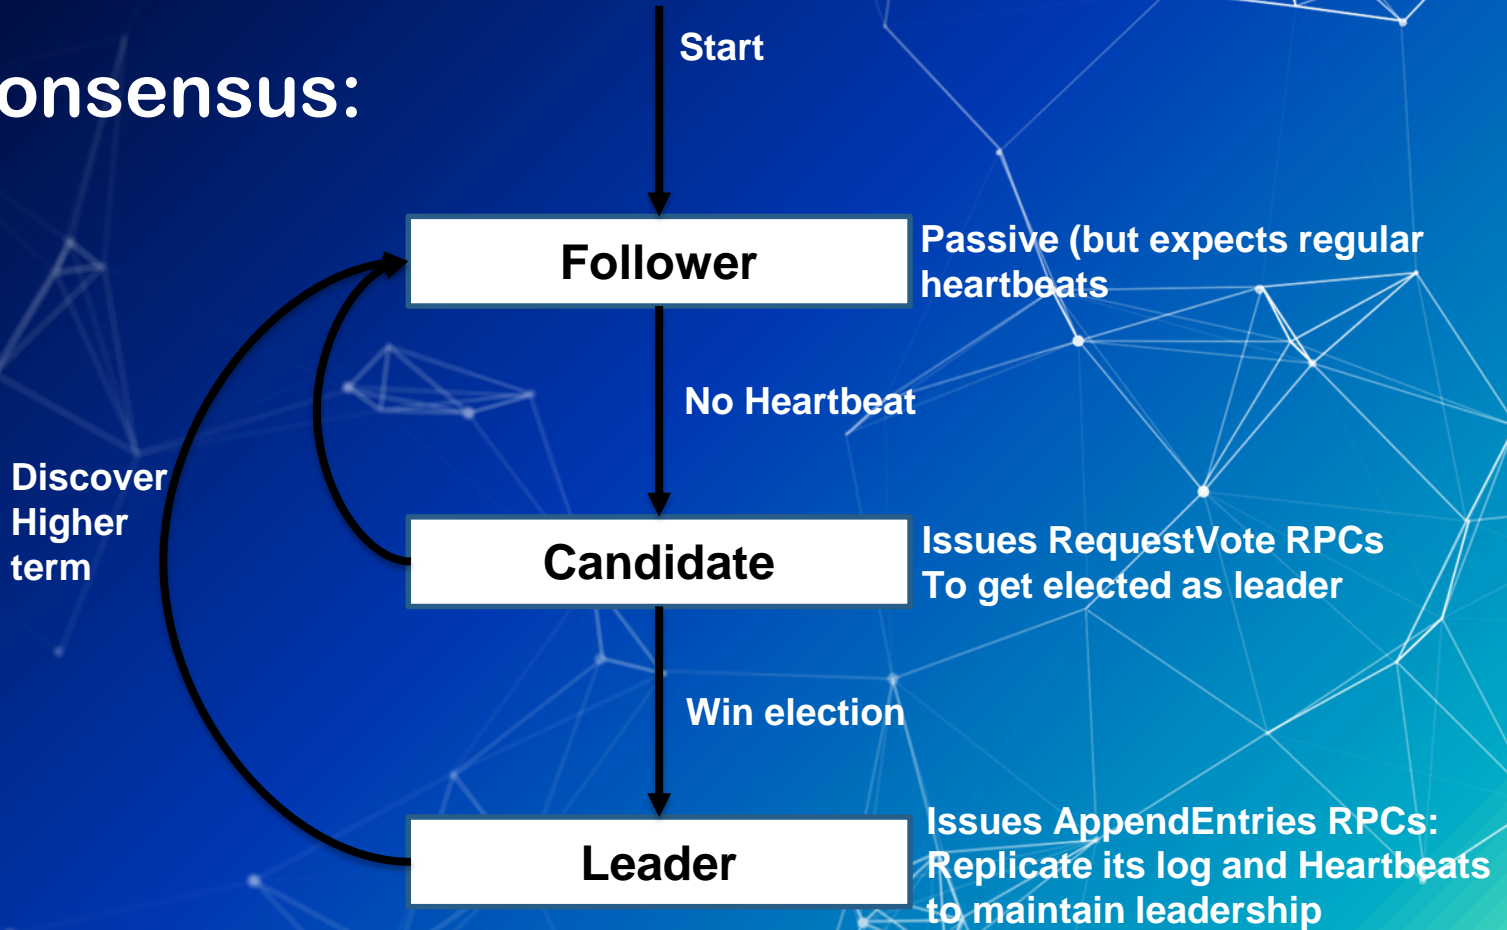 Start
onsensus:
Follower
Passive (but expects regular
heartbeats
No Heartbeat
Discover
Higher
term
Candidate
Issues RequestVote RPCs
To get elected as leader
Win election
Leader
Issues AppendEntries RPCs:
Replicate its log and Heartbeats
to maintain leadership